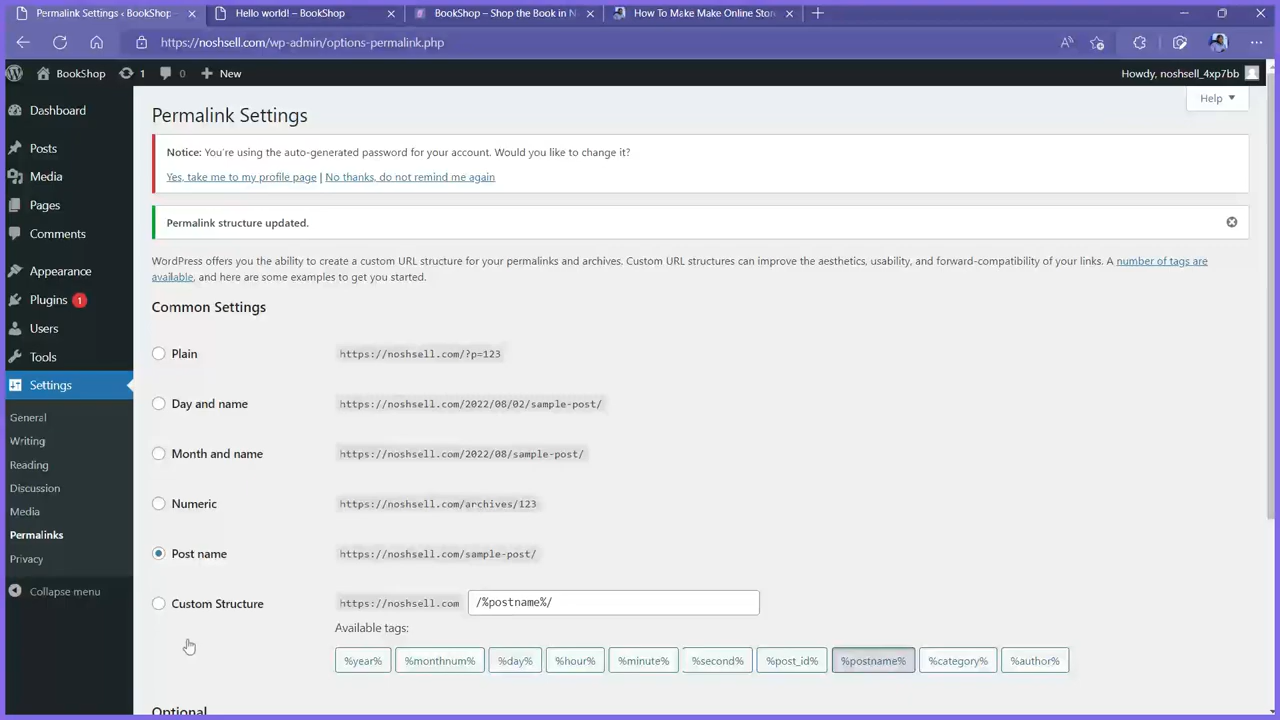 Permalink Settings ‹ BookShop –
Hello world! – BookShop
BookShop – Shop the Book in N
How To Make Make Online Stor
https://noshsell.com/wp-admin/options-permalink.php
BookShop
1
0
New
Howdy, noshsell_4xp7bb
Help
Dashboard
Posts
Media
Pages
Comments
Appearance
Plugins 1
Users
Tools
Settings
General
Writing
Reading
Discussion
Media
Permalinks
Privacy
Collapse menu
Permalink Settings
Notice: You're using the auto-generated password for your account. Would you like to change it?
Yes, take me to my profile page | No thanks, do not remind me again
Permalink structure updated.
WordPress offers you the ability to create a custom URL structure for your permalinks and archives. Custom URL structures can improve the aesthetics, usability, and forward-compatibility of your links. A number of tags are
available, and here are some examples to get you started.
Common Settings
Plain https://noshsell.com/?p=123
Day and name https://noshsell.com/2022/08/02/sample-post/
Month and name https://noshsell.com/2022/08/sample-post/
Numeric https://noshsell.com/archives/123
Post name https://noshsell.com/sample-post/
Custom Structure https://noshsell.com /%postname%/
Available tags:
%year% %monthnum% %day% %hour% %minute% %second% %post_id% %postname% %category% %author%
Optional